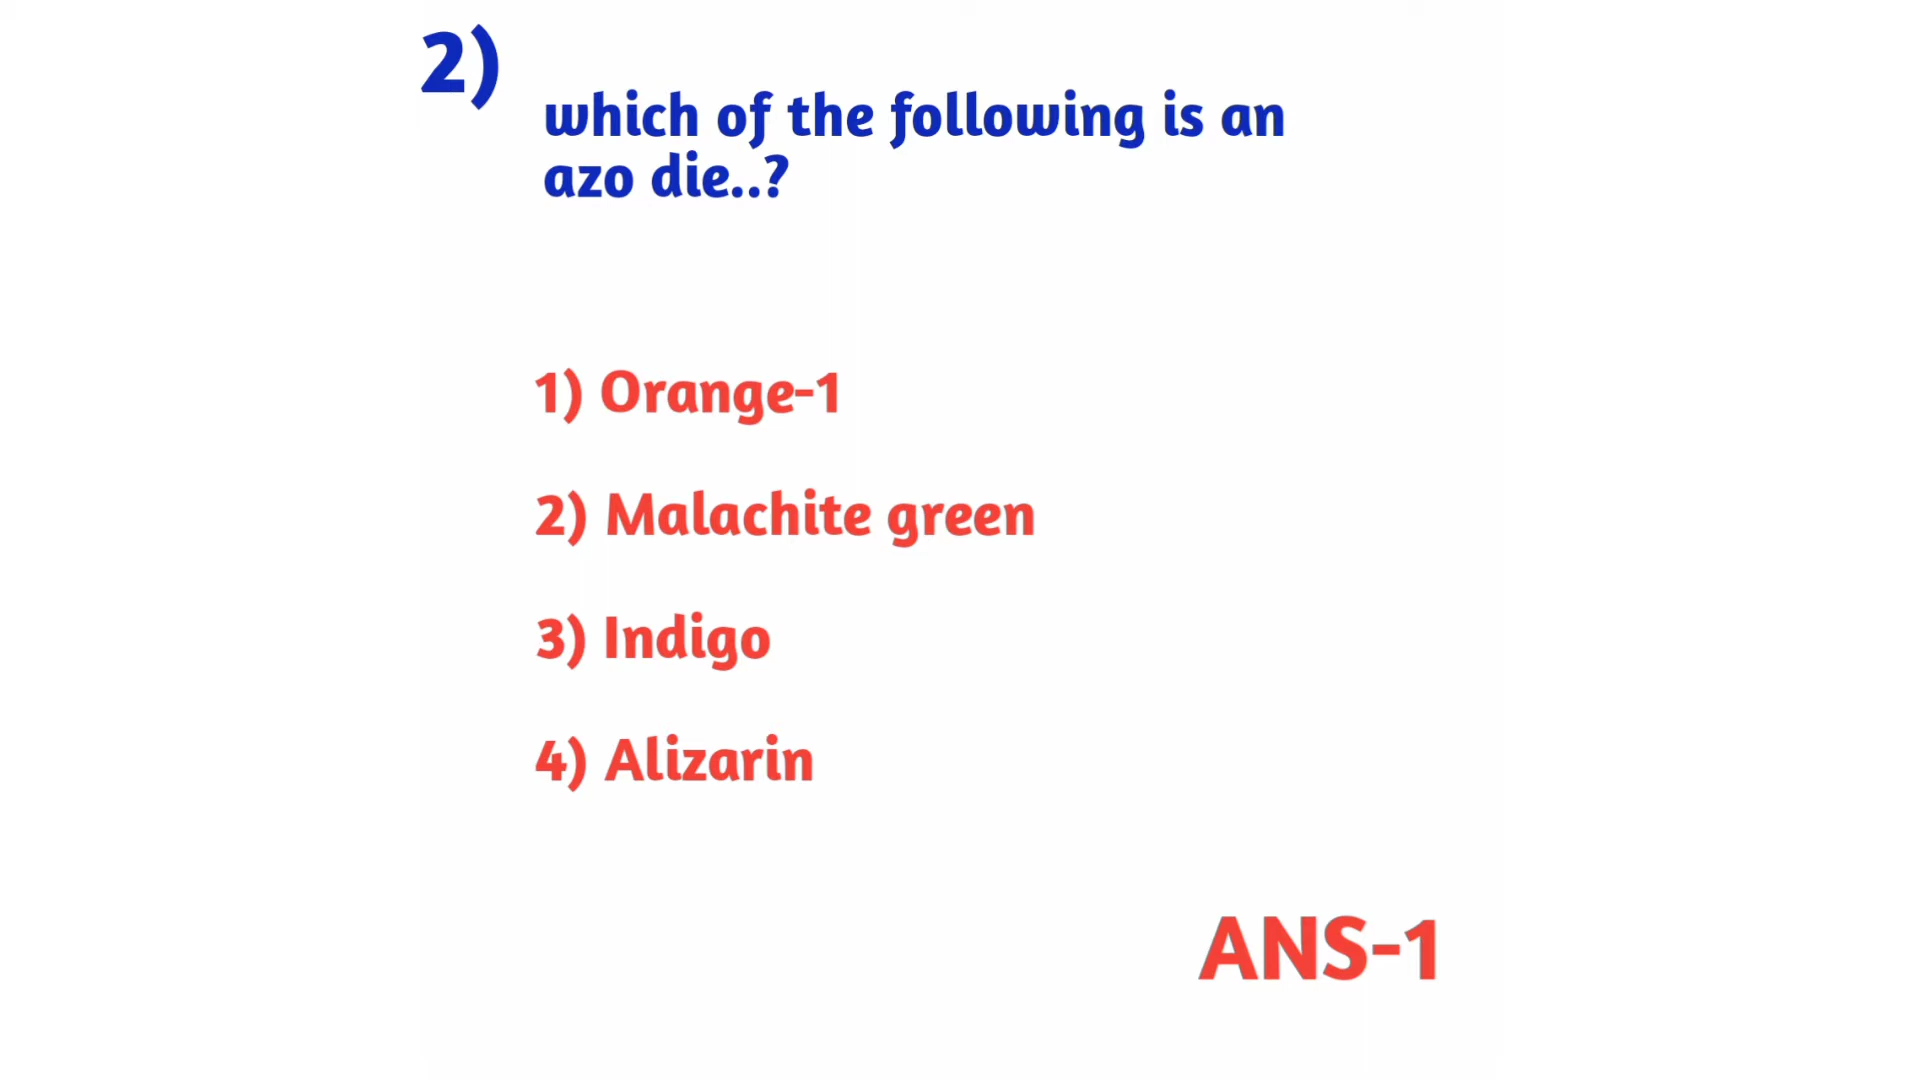 2)
which of the following is an
azo die..?
1) Orange-1
2) Malachite green
3) Indigo
4) Alizarin
ANS-1